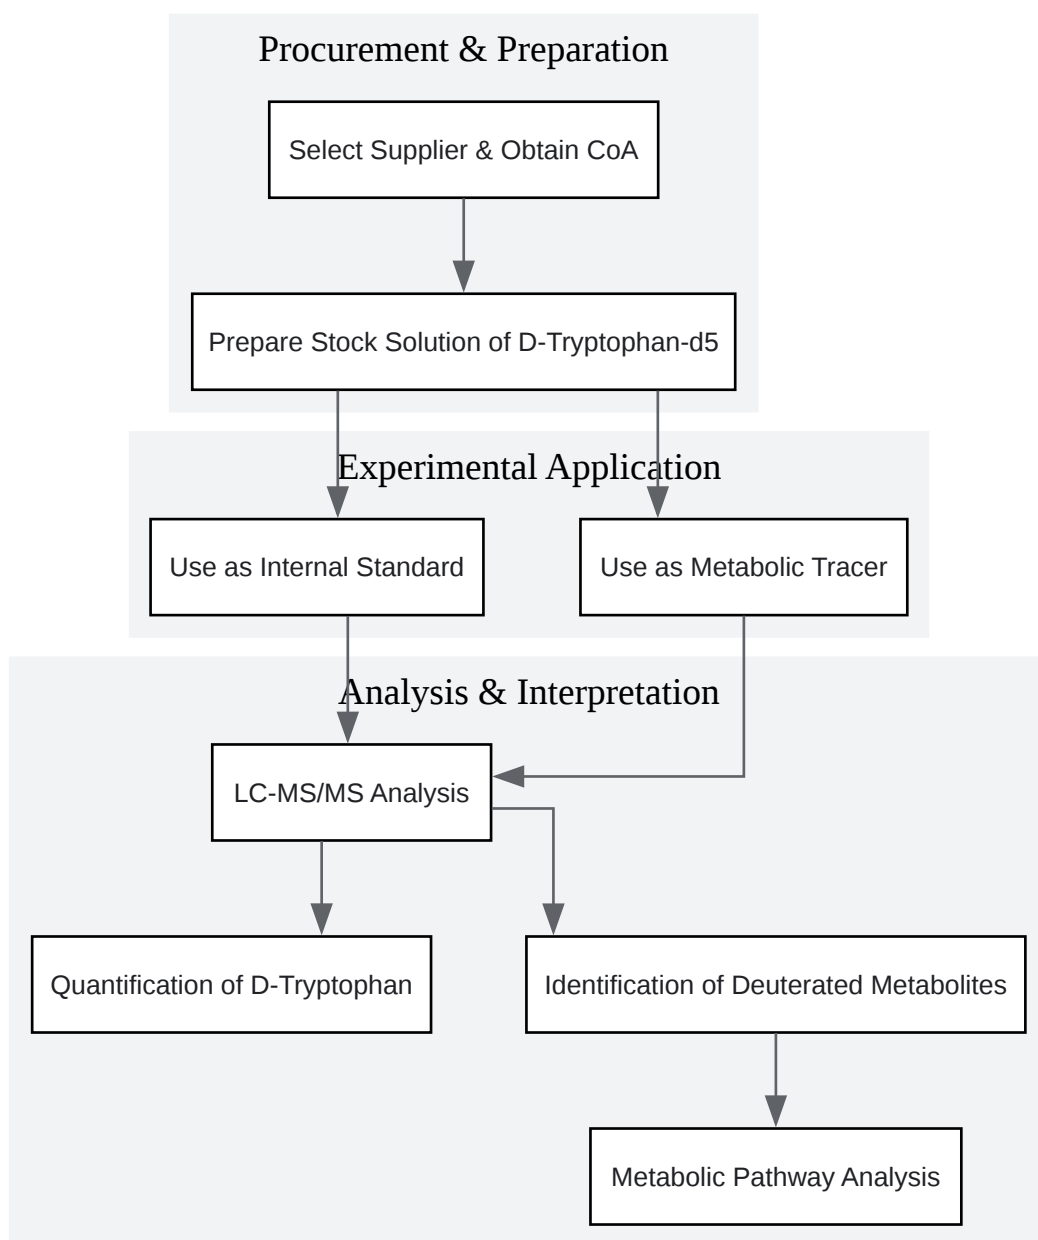 Procurement & Preparation
Select Supplier & Obtain CoA
Prepare Stock Solution of D-Tryptophan-d5
Experimental Application
Use as Internal Standard
Use as Metabolic Tracer
Analysis & Interpretation
LC-MS/MS Analysis
Quantification of D-Tryptophan
Identification of Deuterated Metabolites
Metabolic Pathway Analysis